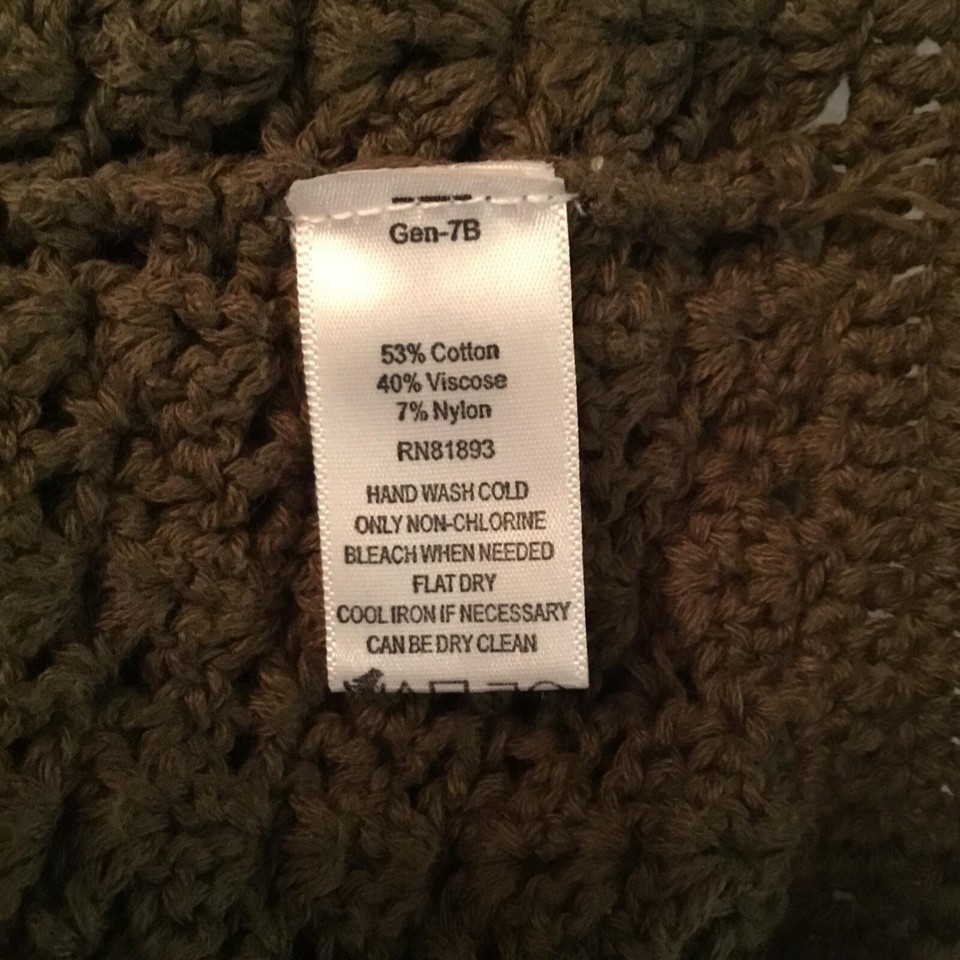 Gen-7B
53% Cotton
40% Viscose
7% Nylon
RN81893
HAND WASH COLD
ONLY NON-CHLORINE
BLEACH WHEN NEEDED
FLAT DRY
COOL IRON IF NECESSARY
CAN BE DRY CLEAN